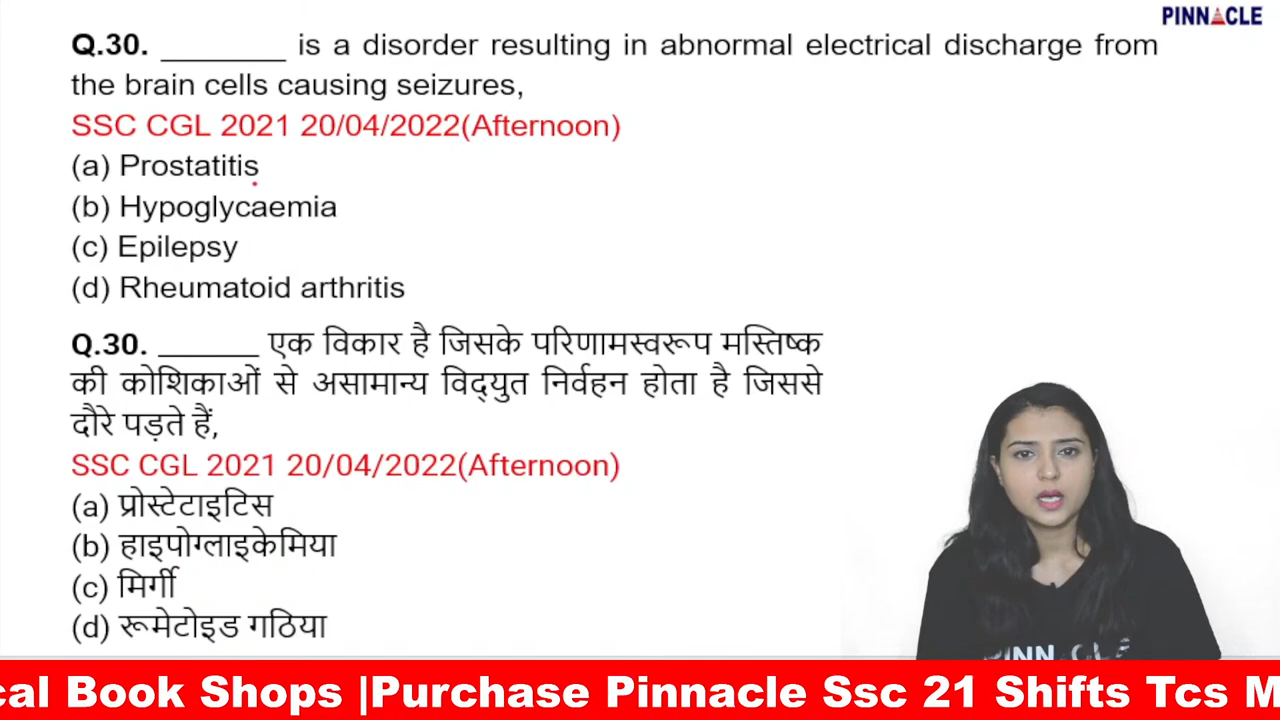 PINNACLE
Q.30. _______ is a disorder resulting in abnormal electrical discharge from
the brain cells causing seizures,
SSC CGL 2021 20/04/2022(Afternoon)
(a) Prostatitis
(b) Hypoglycaemia
(c) Epilepsy
(d) Rheumatoid arthritis
Q.30. ______ एक विकार है जिसके परिणामस्वरूप मस्तिष्क
की कोशिकाओं से असामान्य विद्युत निर्वहन होता है जिससे
दौरे पड़ते हैं,
SSC CGL 2021 20/04/2022(Afternoon)
(a) प्रोस्टेटाइटिस
(b) हाइपोग्लाइकेमिया
(c) मिर्गी
(d) रूमेटोइड गठिया
PINN CLE
cal Book Shops |Purchase Pinnacle Ssc 21 Shifts Tcs M